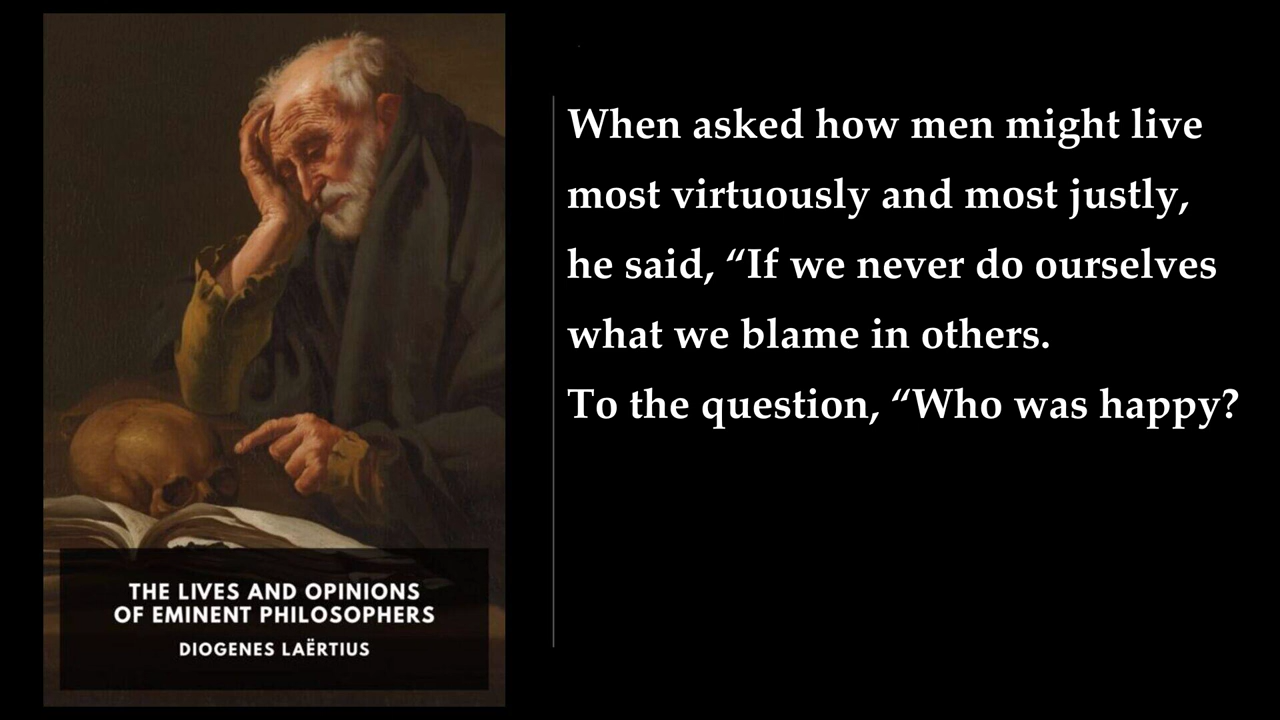 When asked how men might live
most virtuously and most justly,
he said, “If we never do ourselves
what we blame in others.
To the question, “Who was happy?
THE LIVES AND OPINIONS
OF EMINENT PHILOSOPHERS
DIOGENES LAËRTIUS